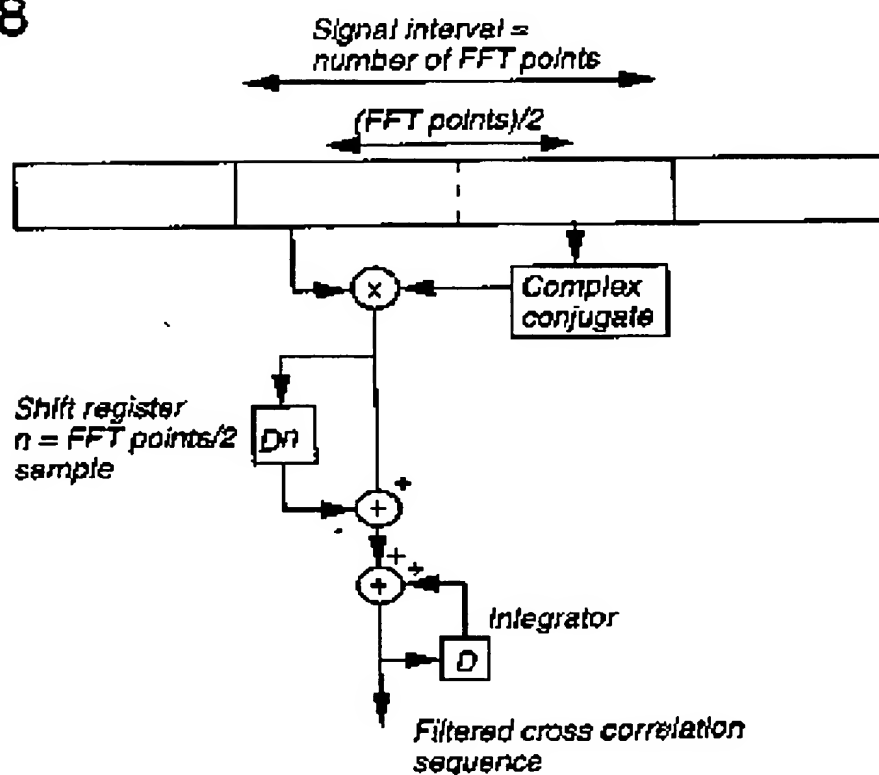 8
Signal interval =
number of FFT points
(FFT points)/2
×
Complex
conjugate
Shift register
n = FFT points/2
sample
Dn
+
+
-
+
+
+
Integrator
D
Filtered cross correlation
sequence